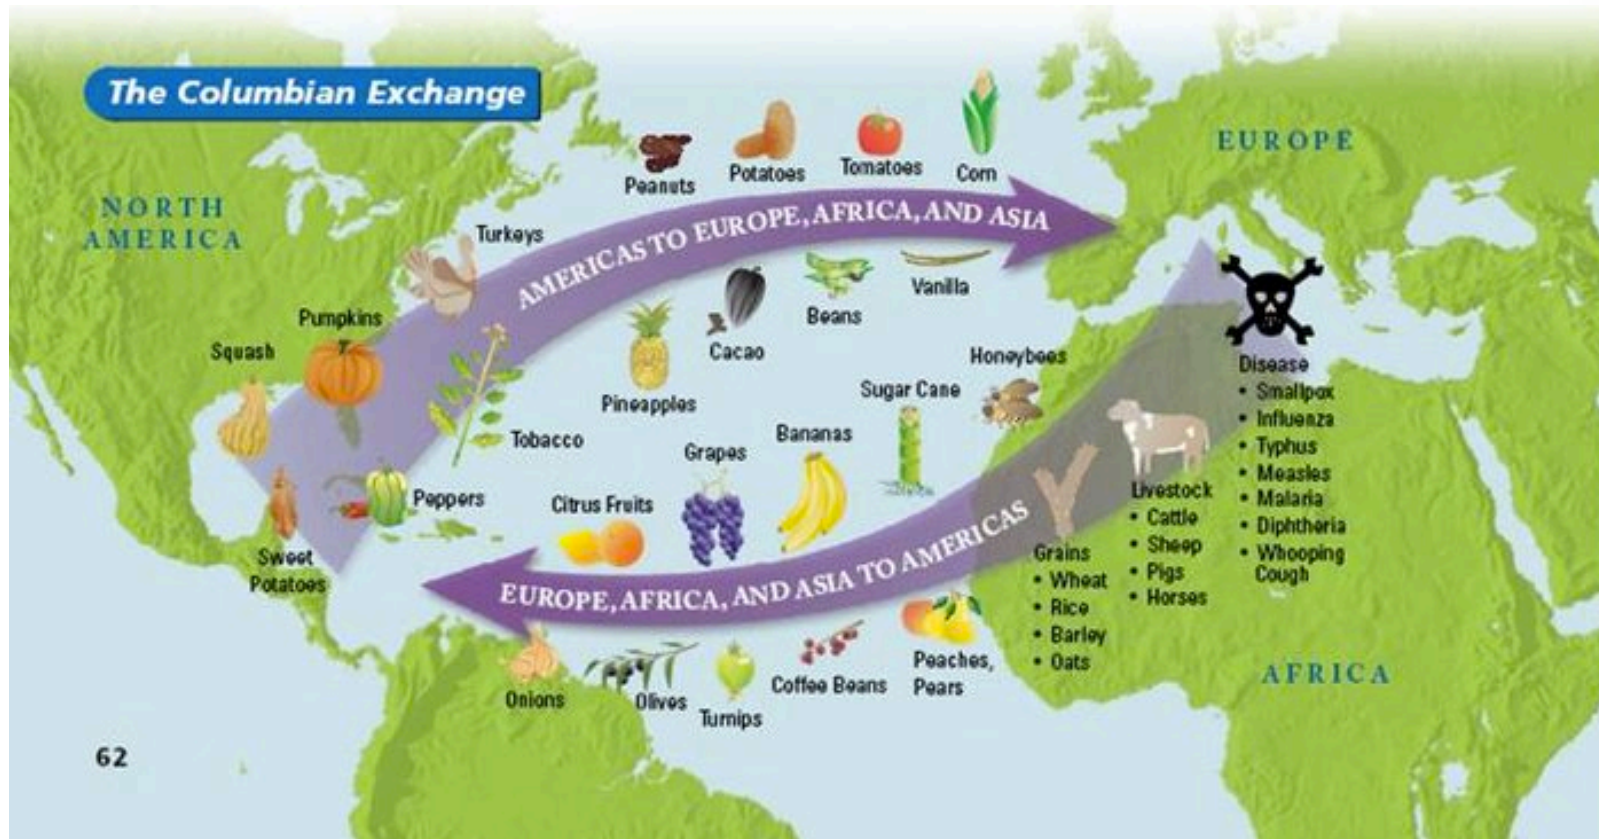 The Columbian Exchange
NORTH
AMERICA
EUROPE
Peanuts
Potatoes
Tomatoes
Corn
Turkeys
AMERICAS TO EUROPE, AFRICA, AND ASIA
Pumpkins
Squash
Pineapples
Cacao
Beans
Vanilla
Tobacco
Peppers
Sweet
Potatoes
Honeybees
Sugar Cane
Bananas
Grapes
Citrus Fruits
EUROPE, AFRICA, AND ASIA TO AMERICAS
Onions
Olives
Turnips
Coffee Beans
Peaches,
Pears
Grains
• Wheat
• Rice
• Barley
• Oats
Livestock
• Cattle
• Sheep
• Pigs
• Horses
Disease
• Smallpox
• Influenza
• Typhus
• Measles
• Malaria
• Diphtheria
• Whooping
Cough
AFRICA
62